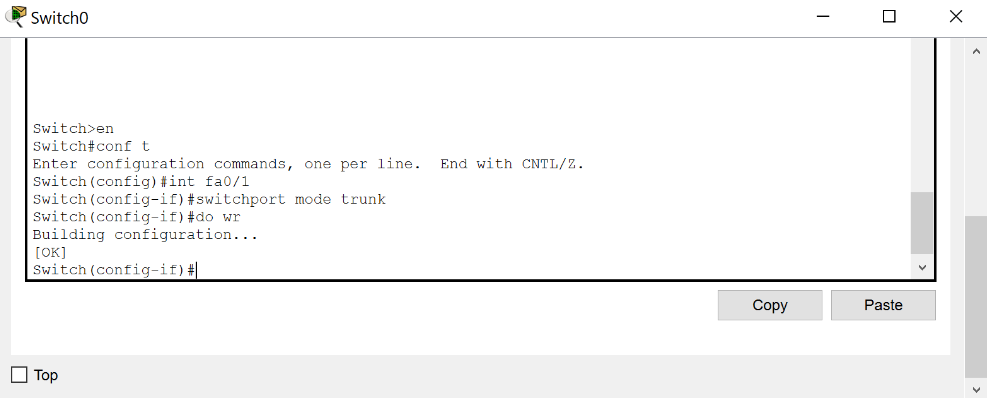 Switch0
Switch>en
Switch#conf t
Enter configuration commands, one per line.  End with CNTL/Z.
Switch(config)#int fa0/1
Switch(config-if)#switchport mode trunk
Switch(config-if)#do wr
Building configuration...
[OK]
Switch(config-if)#
Copy Paste
Top